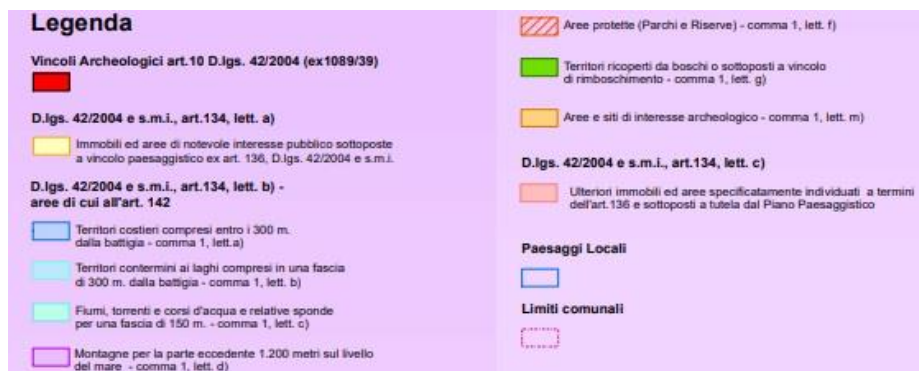 Legenda
Vincoli Archeologici art.10 D.lgs. 42/2004 (ex1089/39)
D.lgs. 42/2004 e s.m.i., art.134, lett. a)
Immobili ed aree di notevole interesse pubblico sottoposte
a vincolo paesaggistico ex art. 136, D.lgs. 42/2004 e s.m.i.
D.lgs. 42/2004 e s.m.i., art.134, lett. b) -
aree di cui all'art. 142
Territori costieri compresi entro i 300 m.
dalla battigia - comma 1, lett.a)
Territori contermini ai laghi compresi in una fascia
di 300 m. dalla battigia - comma 1, lett. b)
Fiumi, torrenti e corsi d'acqua e relative sponde
per una fascia di 150 m. - comma 1, lett. c)
Montagne per la parte eccedente 1.200 metri sul livello
del mare - comma 1, lett. d)
Aree protette (Parchi e Riserve) - comma 1, lett. f)
Territori ricoperti da boschi o sottoposti a vincolo
di rimboschimento - comma 1, lett. g)
Aree e siti di interesse archeologico - comma 1, lett. m)
D.lgs. 42/2004 e s.m.i., art.134, lett. c)
Ulteriori immobili ed aree specificatamente individuati a termini
dell'art.136 e sottoposti a tutela dal Piano Paesaggistico
Paesaggi Locali
Limiti comunali